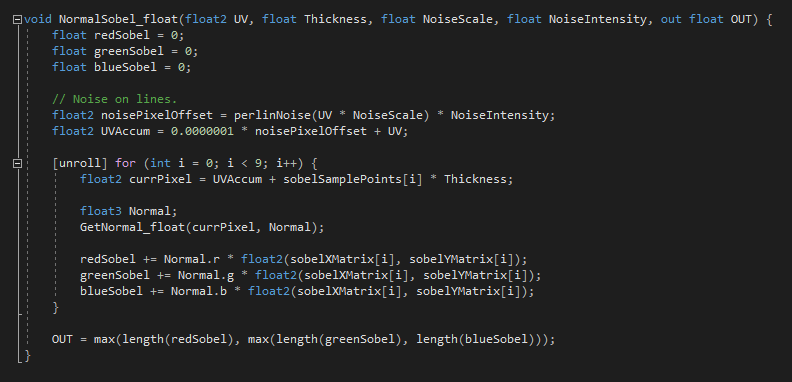 void NormalSobel_float(float2 UV, float Thickness, float NoiseScale, float NoiseIntensity, out float OUT) {
    float redSobel = 0;
    float greenSobel = 0;
    float blueSobel = 0;

    // Noise on lines.
    float2 noisePixelOffset = perlinNoise(UV * NoiseScale) * NoiseIntensity;
    float2 UVAccum = 0.0000001 * noisePixelOffset + UV;

    [unroll] for (int i = 0; i < 9; i++) {
        float2 currPixel = UVAccum + sobelSamplePoints[i] * Thickness;

        float3 Normal;
        GetNormal_float(currPixel, Normal);

        redSobel += Normal.r * float2(sobelXMatrix[i], sobelYMatrix[i]);
        greenSobel += Normal.g * float2(sobelXMatrix[i], sobelYMatrix[i]);
        blueSobel += Normal.b * float2(sobelXMatrix[i], sobelYMatrix[i]);
    }

    OUT = max(length(redSobel), max(length(greenSobel), length(blueSobel)));
}